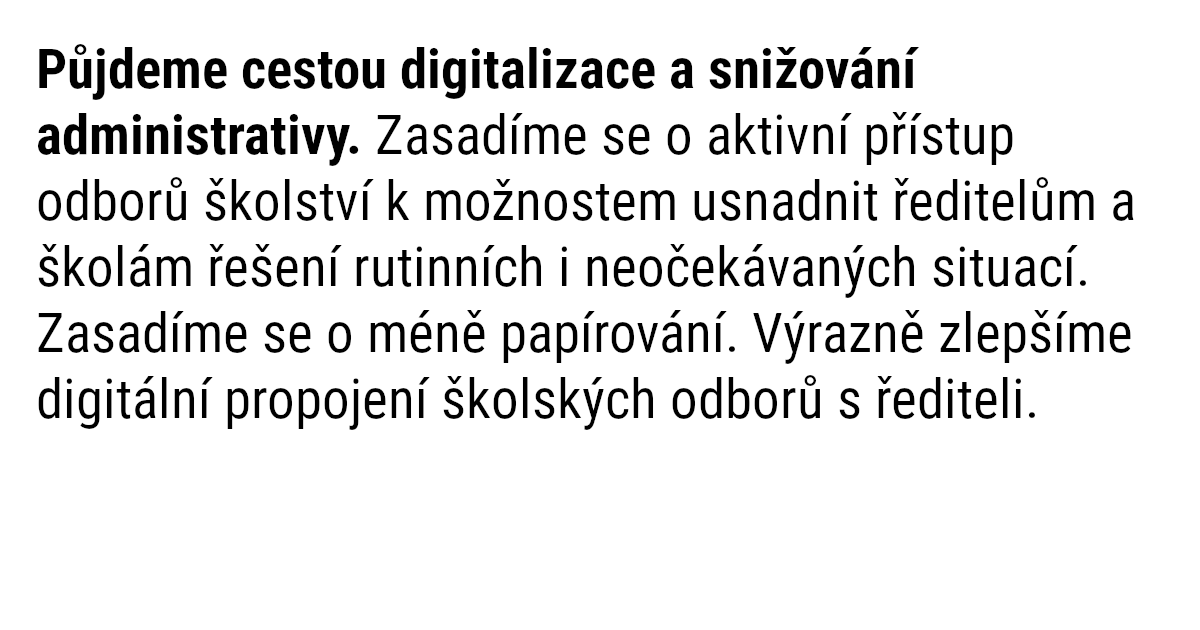 Půjdeme cestou digitalizace a snižování
administrativy. Zasadíme se o aktivní přístup
odborů školství k možnostem usnadnit ředitelům a
školám řešení rutinních i neočekávaných situací.
Zasadíme se o méně papírování. Výrazně zlepšíme
digitální propojení školských odborů s řediteli.